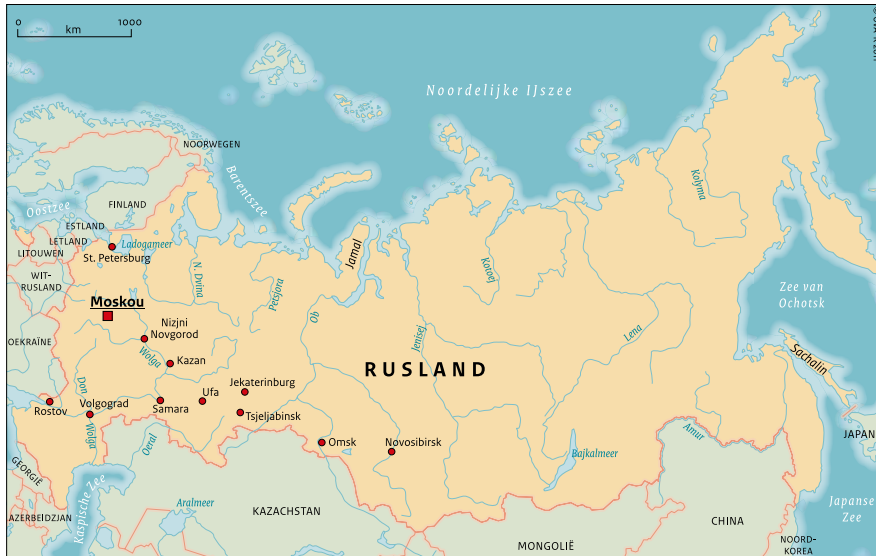 0 1000
km
Noordelijke IJszee
NOORWEGEN
Barentszee
Kolyma
FINLAND
Oostzee
ESTLAND
LETLAND
Ladogameer
LITOUWEN
St. Petersburg
Jamal
Kotoej
WIT-
RUSLAND
N. Dvina
Petsjora
Zee van
Ochotsk
Moskou
Ob
Nizjni
Novgorod
Jenisej
Lena
OEKRAÏNE
Wolga
Kazan
RUSLAND
Sachalin
Don
Jekaterinburg
Ufa
Rostov
Volgograd
Samara
Tsjeljabinsk
Wolga
Oeral
Omsk
Novosibirsk
Amur
JAPAN
Bajkalmeer
GEORGIË
Kaspische Zee
Aralmeer
KAZACHSTAN
Japanse
Zee
AZERBEIDZJAN
CHINA
MONGOLIË
NOORD-
KOREA